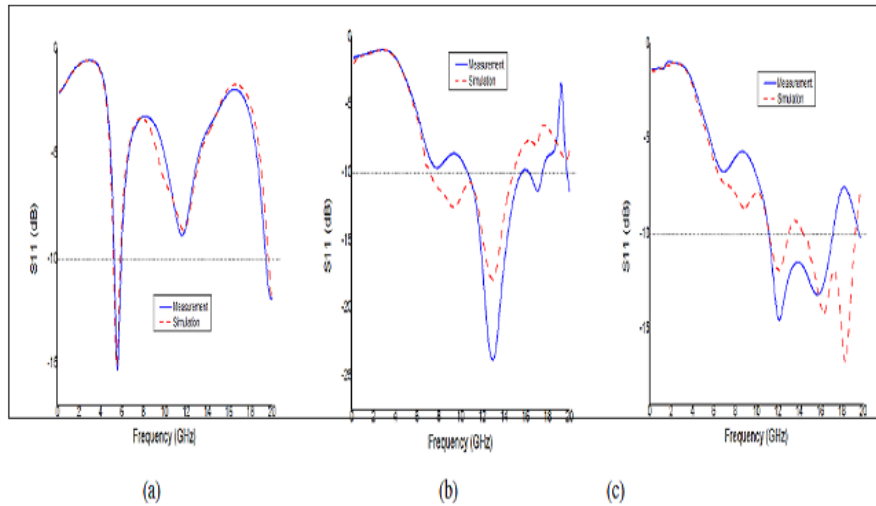 0
-5
-10
-15
S11 (dB)
Measurement
Simulation
0 2 4 6 8 10 12 14 16 18 20
Frequency (GHz)
(a)
0
-5
-10
-15
S11 (dB)
Measurement
Simulation
0 2 4 6 8 10 12 14 16 18 20
Frequency (GHz)
(b)
0
-5
-10
-15
S11 (dB)
Measurement
Simulation
0 2 4 6 8 10 12 14 16 18 20
Frequency (GHz)
(c)